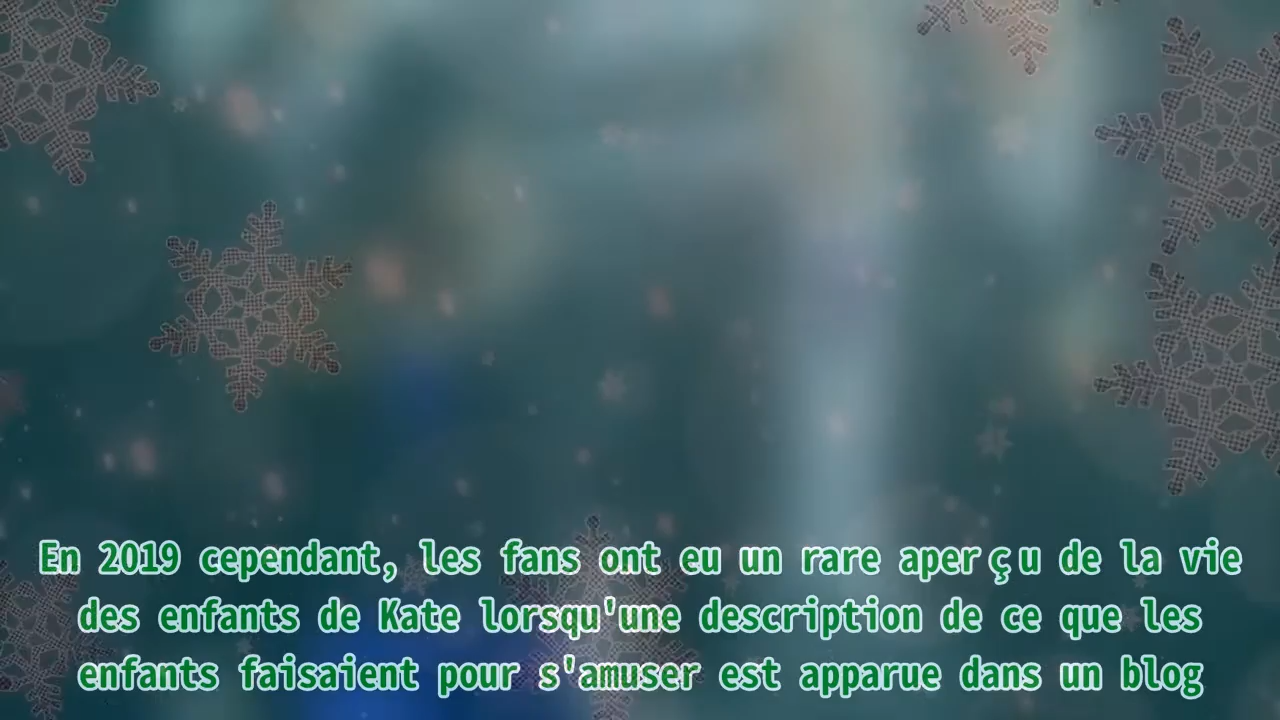 En 2019 cependant, les fans ont eu un rare aperçu de la vie
des enfants de Kate lorsqu'une description de ce que les
enfants faisaient pour s'amuser est apparue dans un blog